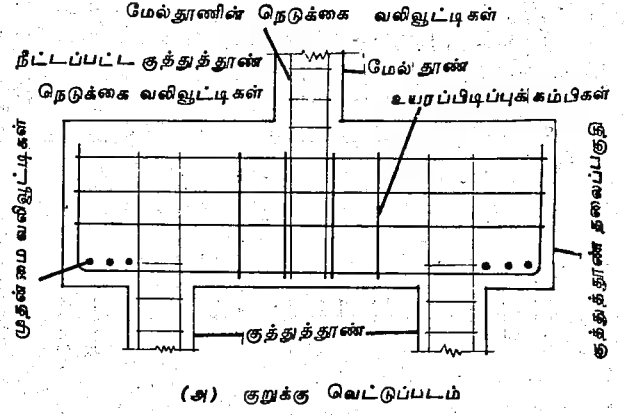 மேல்தூணின் நெடுக்கை வலிவூட்டிகள்
நீட்டப்பட்ட குத்துத்தூண்
நெடுக்கை வலிவூட்டிகள்
மேல் தூண்
உயரப்பிடிப்புக்கம்பிகள்
முதன்மை வலிவூட்டிகள்
குத்துத்தூண் தலைப்பகுதி
குத்துத்தூண்
(அ) குறுக்கு வெட்டுப்படம்